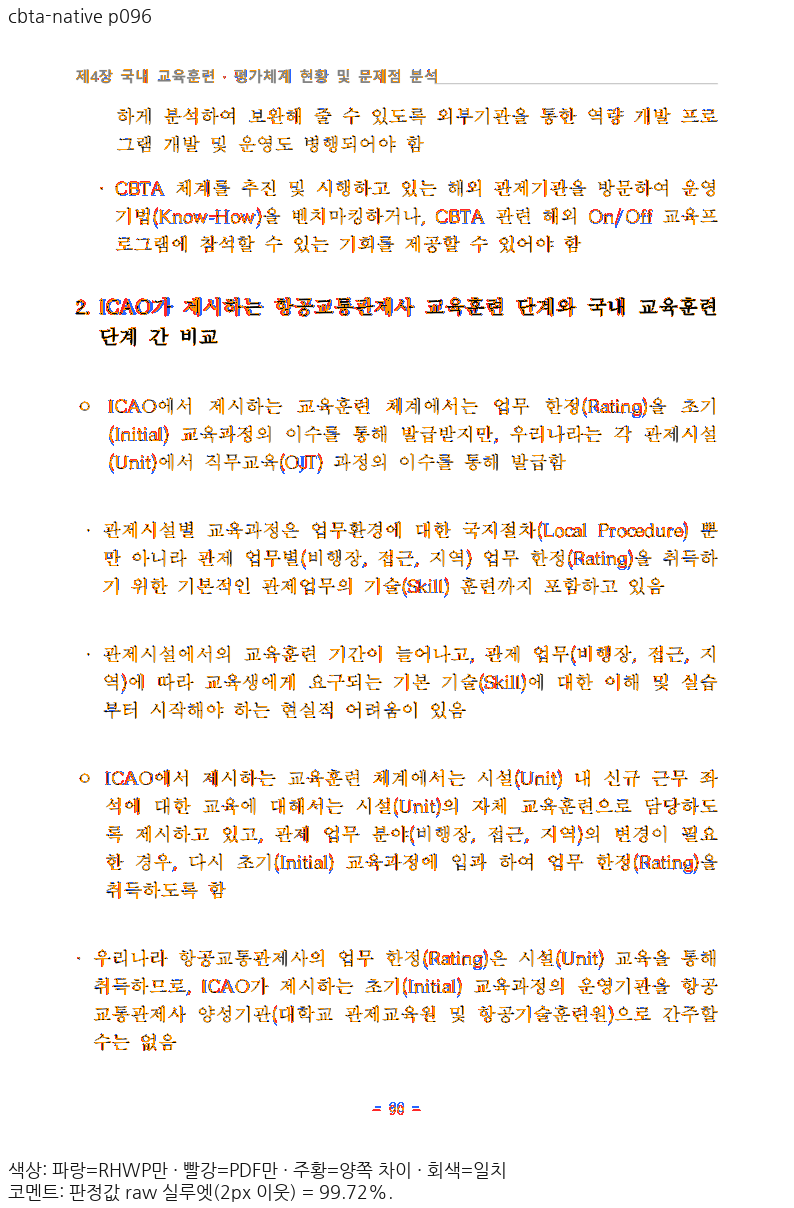 cbta-native p096
제4장 국내 교육훈련 · 평가체계 현황 및 문제점 분석
하게 분석하여 보완해 줄 수 있도록 외부기관을 통한 역량 개발 프로
그램 개발 및 운영도 병행되어야 함
· CBTA 체계를 추진 및 시행하고 있는 해외 관제기관을 방문하여 운영
기법(Know-How)을 벤치마킹하거나, CBTA 관련 해외 On/Off 교육프
로그램에 참석할 수 있는 기회를 제공할 수 있어야 함
2. ICAO가 제시하는 항공교통관제사 교육훈련 단계와 국내 교육훈련
단계 간 비교
○ ICAO에서 제시하는 교육훈련 체계에서는 업무 한정(Rating)을 초기
(Initial) 교육과정의 이수를 통해 발급받지만, 우리나라는 각 관제시설
(Unit)에서 직무교육(OJT) 과정의 이수를 통해 발급함
· 관제시설별 교육과정은 업무환경에 대한 국지절차(Local Procedure) 뿐
만 아니라 관제 업무별(비행장, 접근, 지역) 업무 한정(Rating)을 취득하
기 위한 기본적인 관제업무의 기술(Skill) 훈련까지 포함하고 있음
· 관제시설에서의 교육훈련 기간이 늘어나고, 관제 업무(비행장, 접근, 지
역)에 따라 교육생에게 요구되는 기본 기술(Skill)에 대한 이해 및 실습
부터 시작해야 하는 현실적 어려움이 있음
○ ICAO에서 제시하는 교육훈련 체계에서는 시설(Unit) 내 신규 근무 좌
석에 대한 교육에 대해서는 시설(Unit)의 자체 교육훈련으로 담당하도
록 제시하고 있고, 관제 업무 분야(비행장, 접근, 지역)의 변경이 필요
한 경우, 다시 초기(Initial) 교육과정에 입과 하여 업무 한정(Rating)을
취득하도록 함
· 우리나라 항공교통관제사의 업무 한정(Rating)은 시설(Unit) 교육을 통해
취득하므로, ICAO가 제시하는 초기(Initial) 교육과정의 운영기관을 항공
교통관제사 양성기관(대학교 관제교육원 및 항공기술훈련원)으로 간주할
수는 없음
색상: 파랑=RHWP만 · 빨강=PDF만 · 주황=양쪽 차이 · 회색=일치
코멘트: 판정값 raw 실루엣(2px 이웃) = 99.72%.